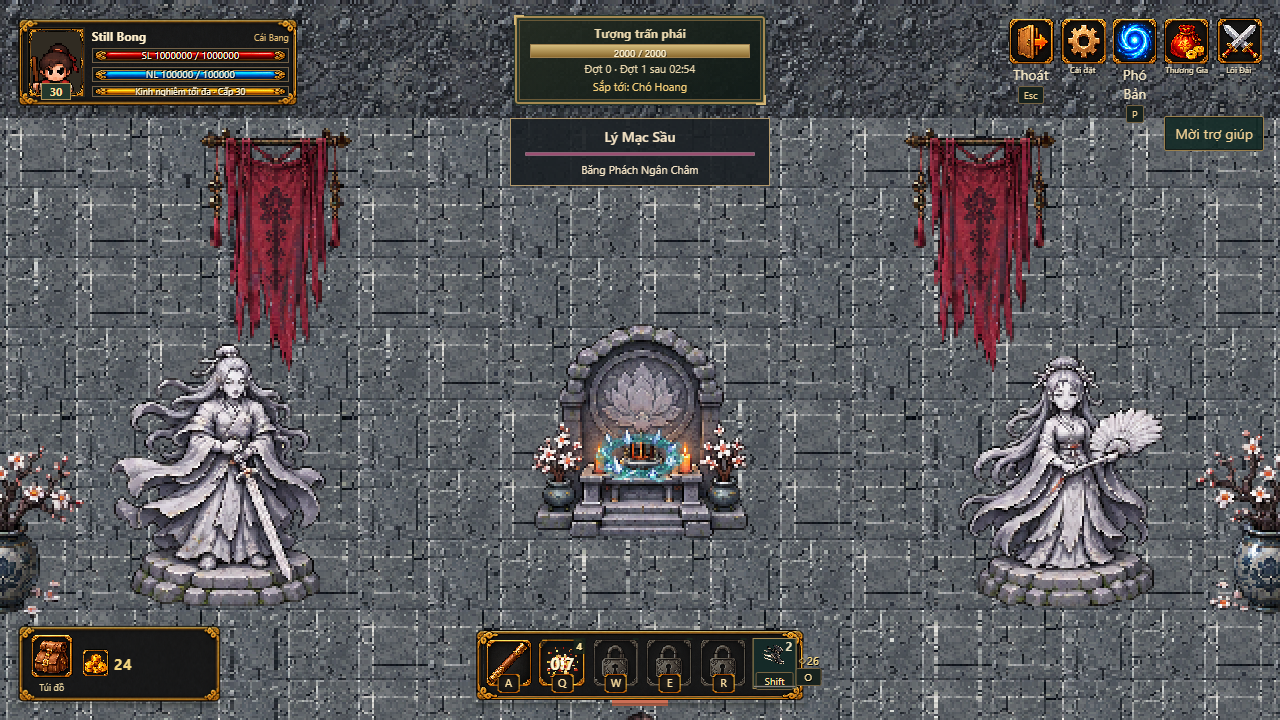 Still Bong
Cái Bang
SL 1000000 / 1000000
NL 100000 / 100000
30
Kinh nghiệm tối đa - Cấp 30
Tượng trấn phái
2000 / 2000
Đợt 0 - Đợt 1 sau 02:54
Sắp tới: Chó Hoang
Lý Mạc Sầu
Băng Phách Ngân Châm
Thoát
Esc
Cài đặt
Phó
Bản
P
Thương Gia
Lôi Đài
Mời trợ giúp
24
Túi đồ
A
4
Q
W
E
R
2
Shift
26
O